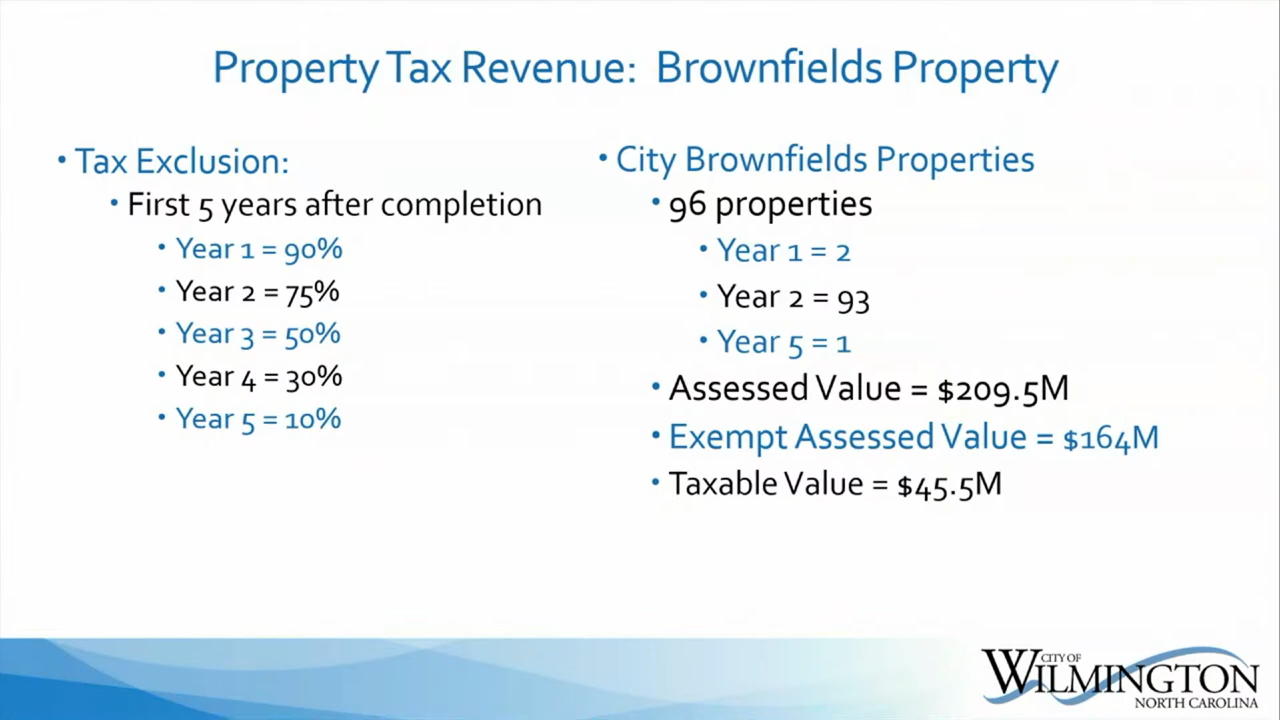 Property Tax Revenue: Brownfields Property
• Tax Exclusion:
• First 5 years after completion
• Year 1 = 90%
• Year 2 = 75%
• Year 3 = 50%
• Year 4 = 30%
• Year 5 = 10%
• City Brownfields Properties
• 96 properties
• Year 1 = 2
• Year 2 = 93
• Year 5 = 1
• Assessed Value = $209.5M
• Exempt Assessed Value = $164M
• Taxable Value = $45.5M
CITY OF
WILMINGTON
NORTH CAROLINA